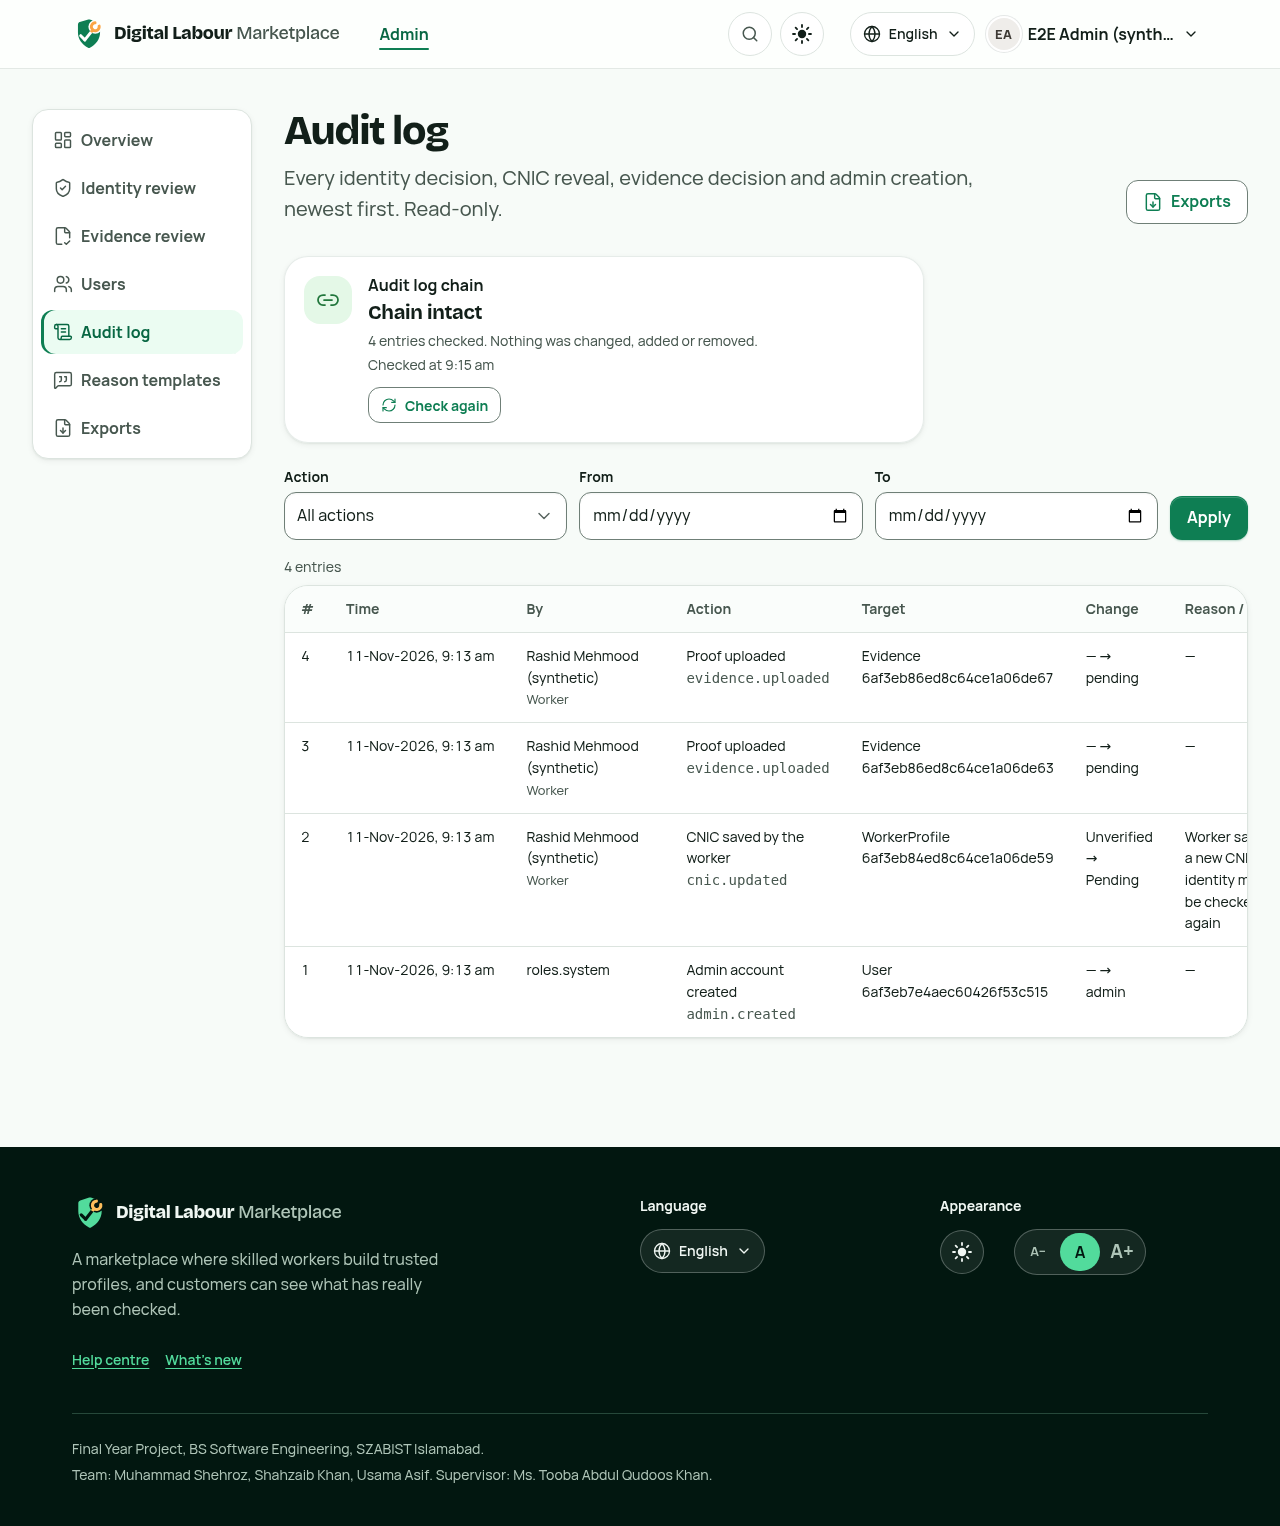 Digital Labour Marketplace
Admin
English
EA
E2E Admin (synth...
Overview
Identity review
Evidence review
Users
Audit log
Reason templates
Exports
Audit log
Every identity decision, CNIC reveal, evidence decision and admin creation,
newest first. Read-only.
Exports
Audit log chain
Chain intact
4 entries checked. Nothing was changed, added or removed.
Checked at 9:15 am
Check again
Action
From
To
All actions
mm/dd/yyyy
mm/dd/yyyy
Apply
4 entries
# Time By Action Target Change Reason /
4 11-Nov-2026, 9:13 am Rashid Mehmood Proof uploaded Evidence — →
(synthetic) evidence.uploaded 6af3eb86ed8c64ce1a06de67 pending
Worker
—
3 11-Nov-2026, 9:13 am Rashid Mehmood Proof uploaded Evidence — →
(synthetic) evidence.uploaded 6af3eb86ed8c64ce1a06de63 pending
Worker
—
2 11-Nov-2026, 9:13 am Rashid Mehmood CNIC saved by the WorkerProfile Unverified Worker
(synthetic) worker 6af3eb84ed8c64ce1a06de59 → a new
Worker cnic.updated Pending identity
be
again
1 11-Nov-2026, 9:13 am roles.system Admin account User — → —
created 6af3eb7e4aec60426f53c515 admin
admin.created
Digital Labour Marketplace
A marketplace where skilled workers build trusted
profiles, and customers can see what has really
been checked.
Help centre What's new
Language
English
Appearance
A− A A+
Final Year Project, BS Software Engineering, SZABIST Islamabad.
Team: Muhammad Shehroz, Shahzaib Khan, Usama Asif. Supervisor: Ms. Tooba Abdul Qudoos Khan.